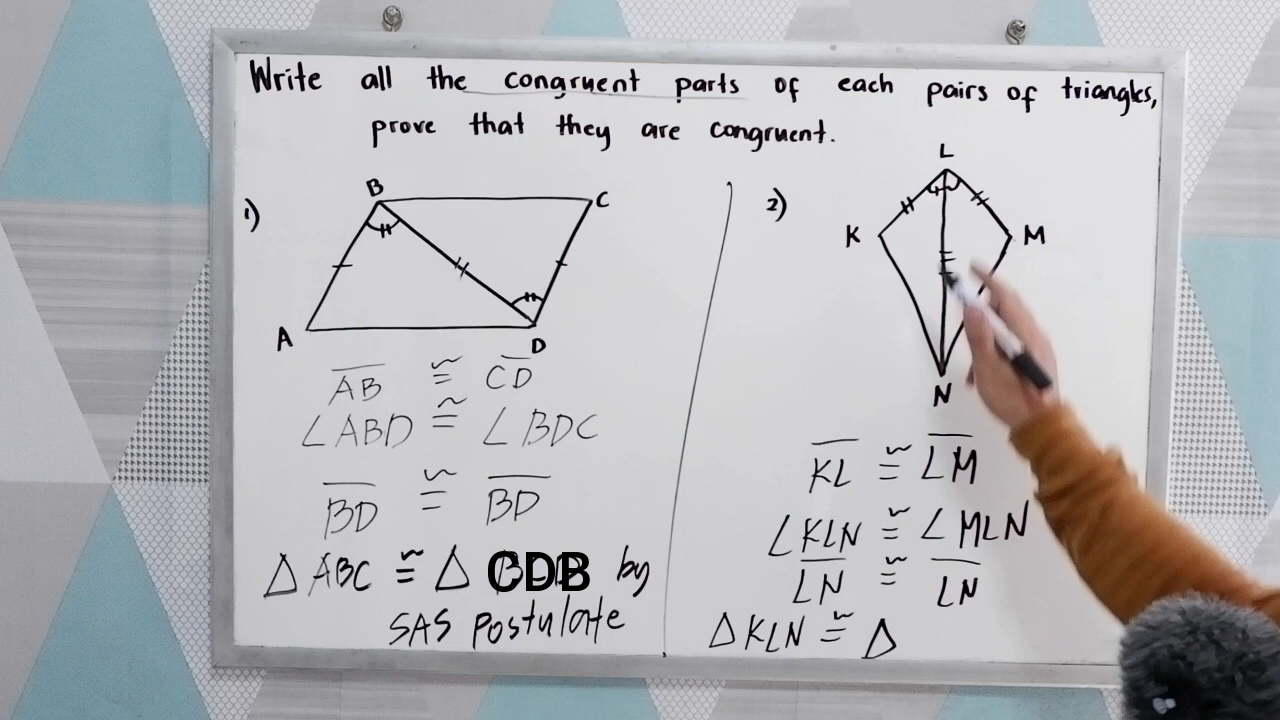 Write all the congruent parts of each pairs of triangles,
prove that they are congruent.
1)
B
C
A
D
AB ≅ CD
∠ABD ≅ ∠BDC
BD ≅ BD
△ ABC ≅ △ CDB by
SAS Postulate
2)
L
K
M
N
KL ≅ LM
∠KLN ≅ ∠MLN
LN ≅ LN
△KLN ≅ △